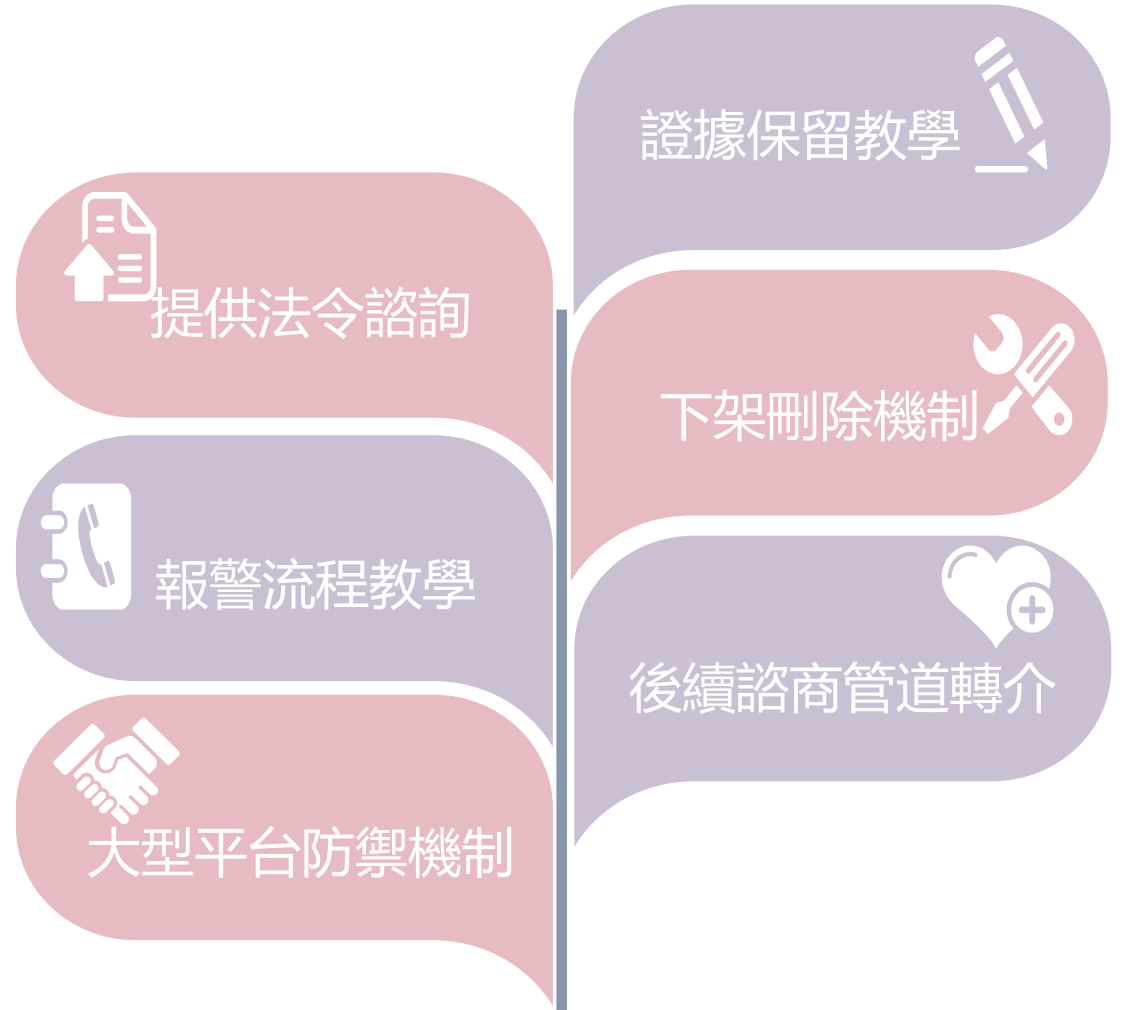 證據保留教學
提供法令諮詢
下架刪除機制
報警流程教學
後續諮商管道轉介
大型平台防禦機制